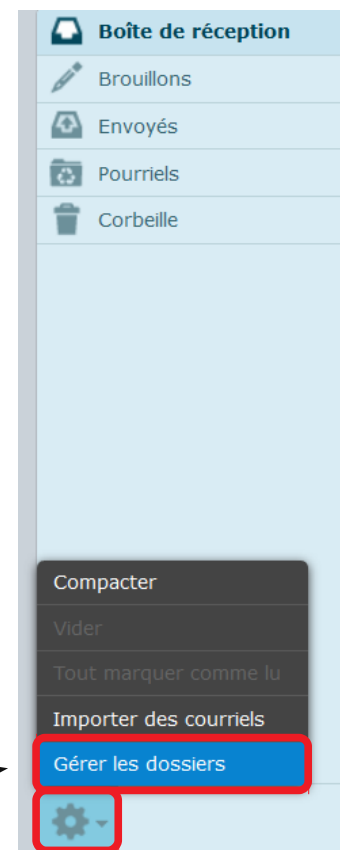 Boîte de réception
Brouillons
Envoyés
Pourriels
Corbeille
Compacter
Vider
Tout marquer comme lu
Importer des courriels
Gérer les dossiers